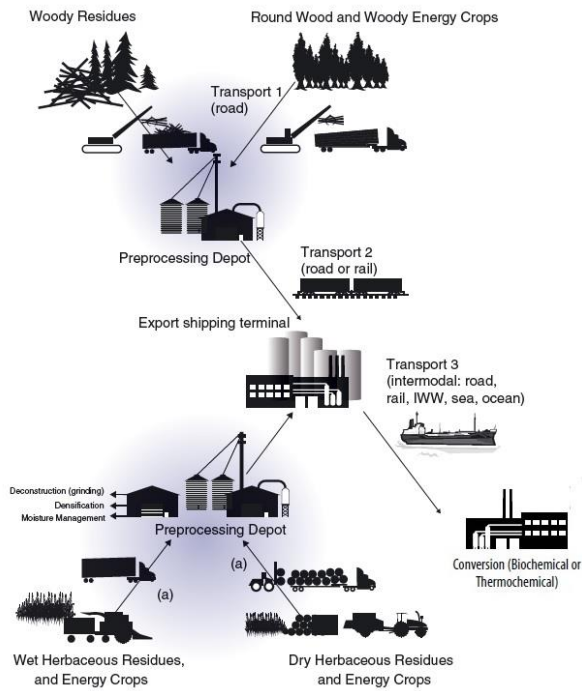 Woody Residues
Round Wood and Woody Energy Crops
Transport 1
(road)
Preprocessing Depot
Transport 2
(road or rail)
Export shipping terminal
Transport 3
(intermodal: road,
rail, IWW, sea, ocean)
Deconstruction (grinding)
Densification
Moisture Management
Preprocessing Depot
Conversion (Biochemical or
Thermochemical)
(a)
(a)
Wet Herbaceous Residues,
and Energy Crops
Dry Herbaceous Residues
and Energy Crops